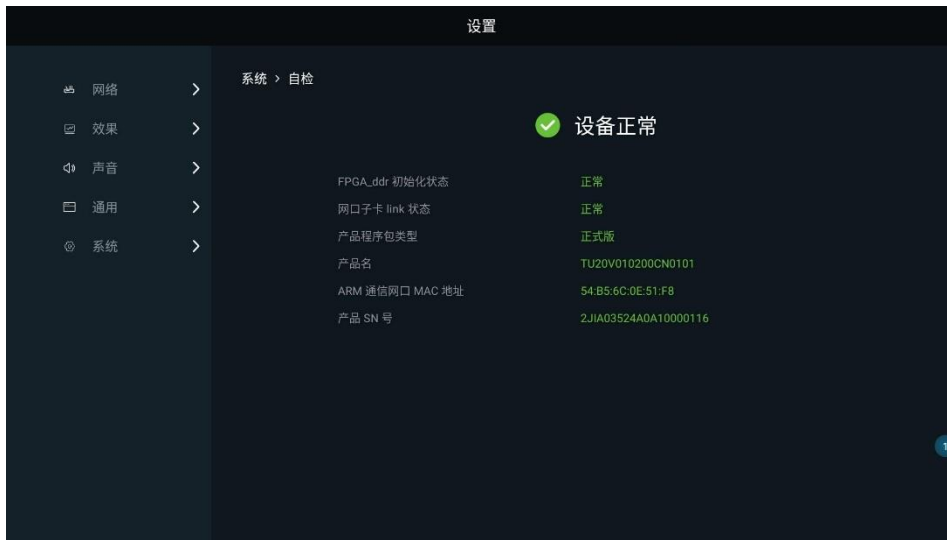 设置
网络
效果
声音
通用
系统
系统 > 自检
设备正常
FPGA_ddr 初始化状态 正常
网口子卡 link 状态 正常
产品程序包类型 正式版
产品名 TU20V010200CN0101
ARM 通信网口 MAC 地址 54:B5:6C:0E:51:F8
产品 SN 号 2JIA03524A0A10000116